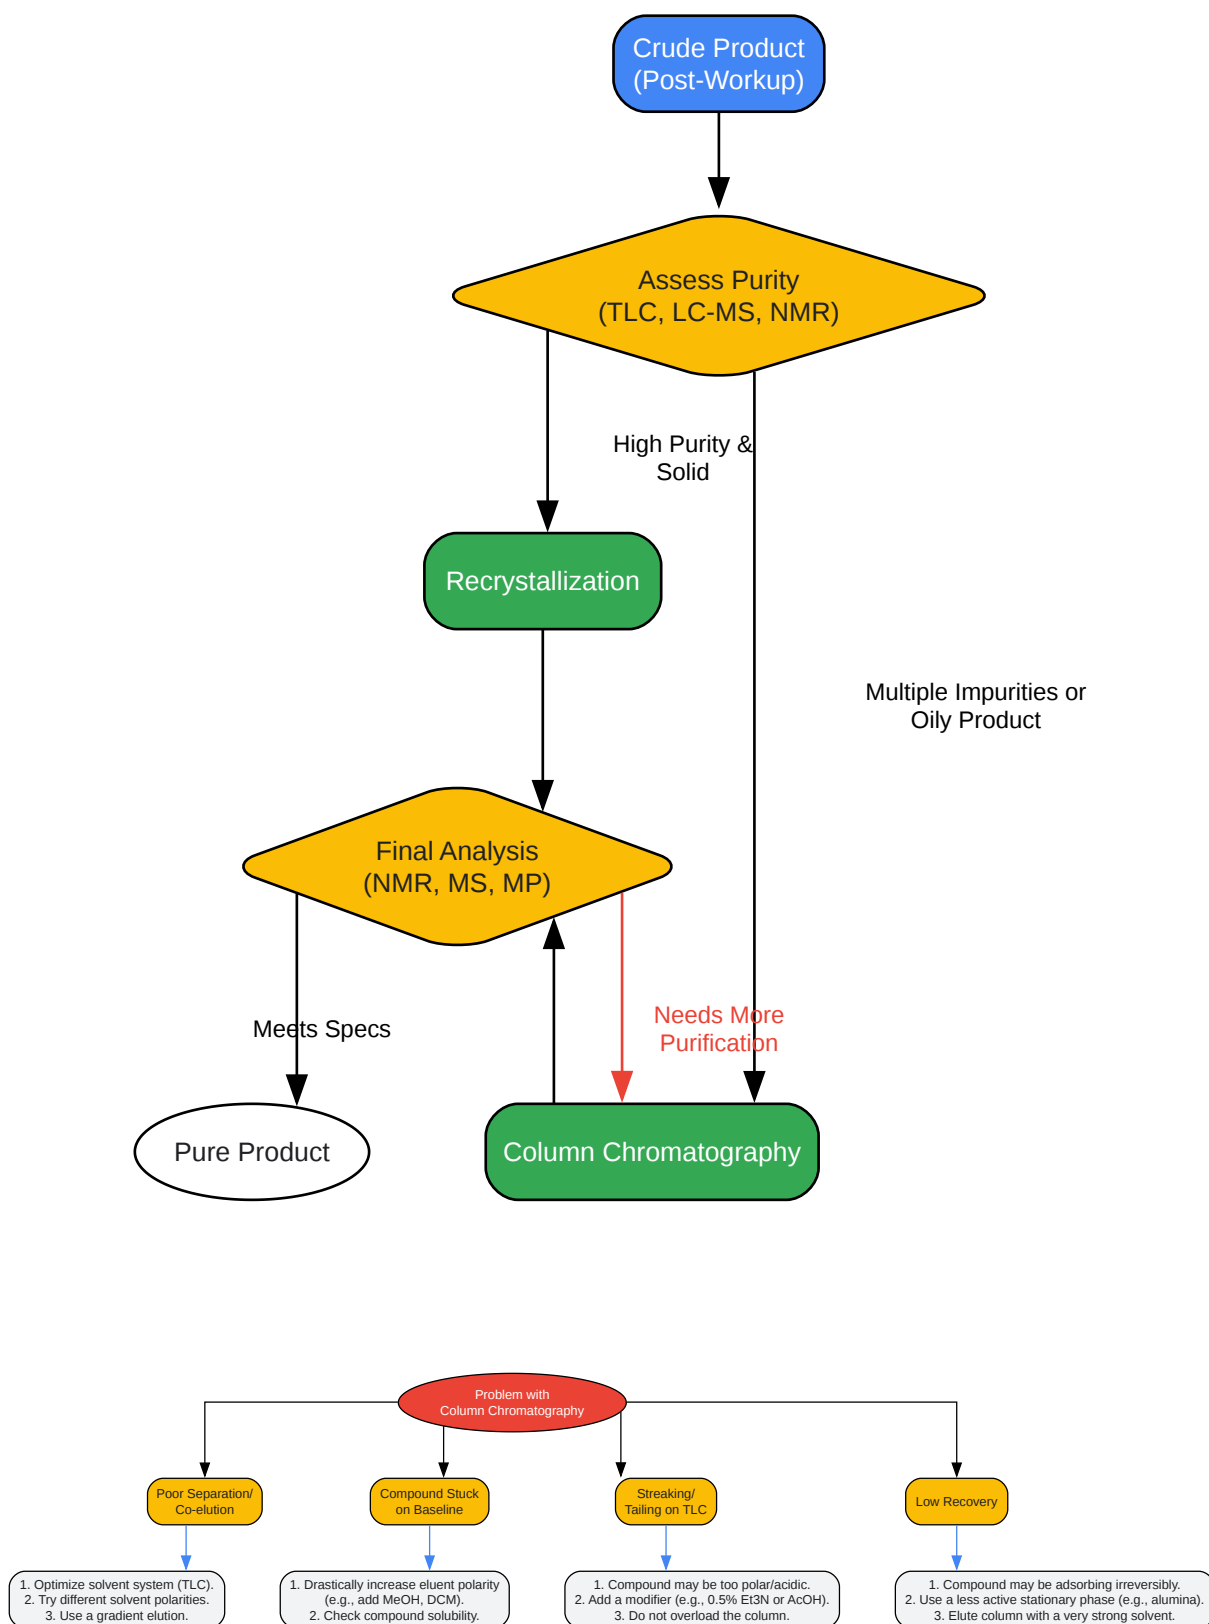 Crude Product
(Post-Workup)
Assess Purity
(TLC, LC-MS, NMR)
High Purity &
Solid
Recrystallization
Multiple Impurities or
Oily Product
Final Analysis
(NMR, MS, MP)
Meets Specs
Needs More
Purification
Pure Product
Column Chromatography
Problem with
Column Chromatography
Poor Separation/
Co-elution
Compound Stuck
on Baseline
Streaking/
Tailing on TLC
Low Recovery
1. Optimize solvent system (TLC).
2. Try different solvent polarities.
3. Use a gradient elution.
1. Drastically increase eluent polarity
(e.g., add MeOH, DCM).
2. Check compound solubility.
1. Compound may be too polar/acidic.
2. Add a modifier (e.g., 0.5% Et3N or AcOH).
3. Do not overload the column.
1. Compound may be adsorbing irreversibly.
2. Use a less active stationary phase (e.g., alumina).
3. Elute column with a very strong solvent.